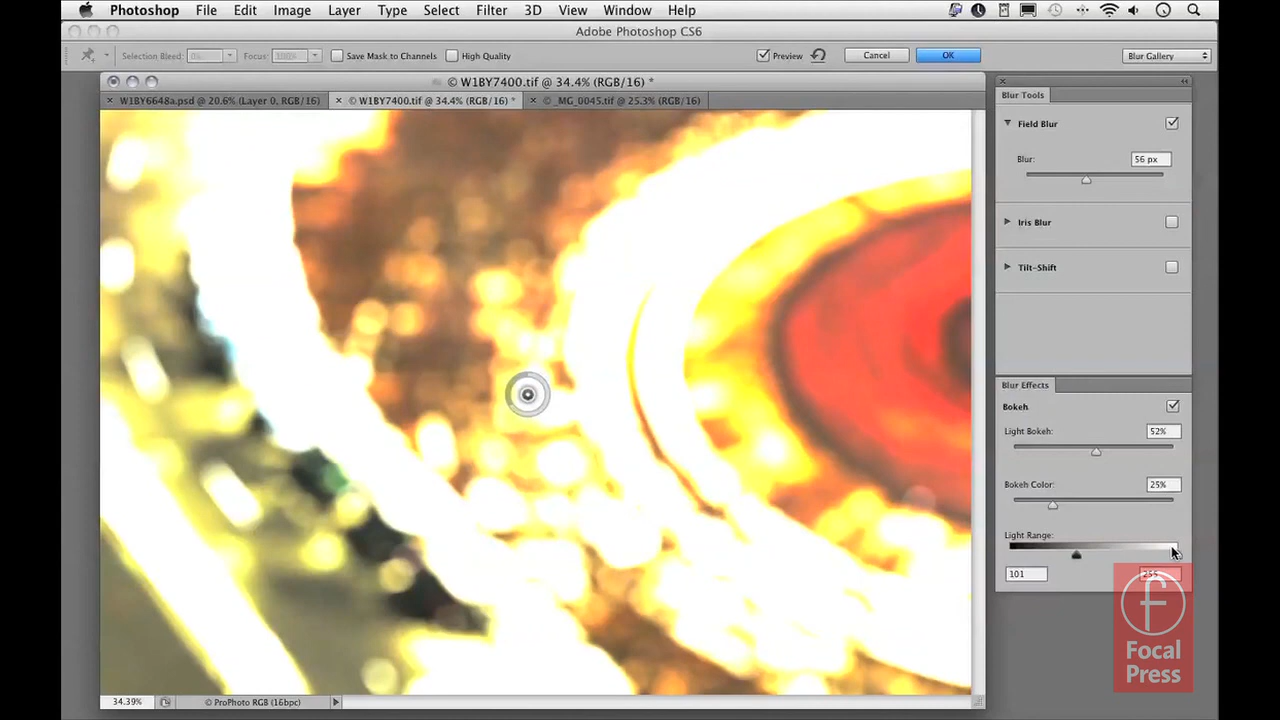 Photoshop File Edit Image Layer Type Select Filter 3D View Window Help
Adobe Photoshop CS6
Selection Bleed: 0% Focus: 100% Save Mask to Channels High Quality Preview Cancel OK Blur Gallery
© W1BY7400.tif @ 34.4% (RGB/16) *
× W1BY6648a.psd @ 20.6% (Layer 0, RGB/16) × © W1BY7400.tif @ 34.4% (RGB/16) * × © _MG_0045.tif @ 25.3% (RGB/16)
Blur Tools
Field Blur
Blur: 56 px
Iris Blur
Tilt-Shift
Blur Effects
Bokeh
Light Bokeh: 52%
Bokeh Color: 25%
Light Range:
101 255
f
Focal
Press
34.39% © ProPhoto RGB (16bpc)